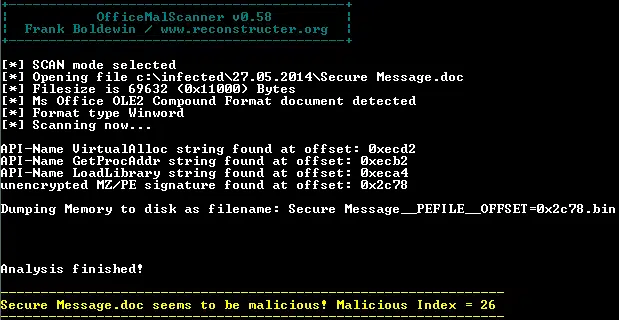 +------------------------------------------+
|           OfficeMalScanner v0.58         |
|  Frank Boldewin / www.reconstructer.org  |
+------------------------------------------+
[*] SCAN mode selected
[*] Opening file c:\infected\27.05.2014\Secure Message.doc
[*] Filesize is 69632 (0x11000) Bytes
[*] Ms Office OLE2 Compound Format document detected
[*] Format type Winword
[*] Scanning now...
API-Name VirtualAlloc string found at offset: 0xecd2
API-Name GetProcAddr string found at offset: 0xecb2
API-Name LoadLibrary string found at offset: 0xeca4
unencrypted MZ/PE signature found at offset: 0x2c78
Dumping Memory to disk as filename: Secure Message__PEFILE__OFFSET=0x2c78.bin
Analysis finished!
---------------------------------------------------------------
Secure Message.doc seems to be malicious! Malicious Index = 26
---------------------------------------------------------------